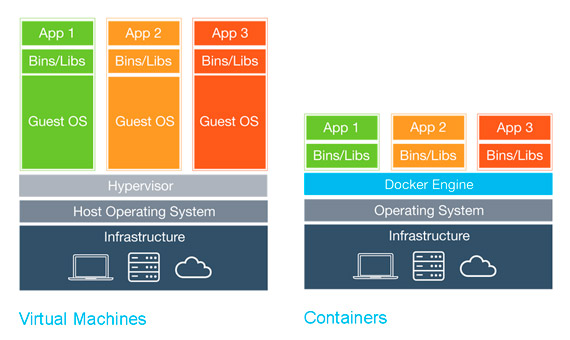 App 1
App 2
App 3
Bins/Libs
Bins/Libs
Bins/Libs
Guest OS
Guest OS
Guest OS
Hypervisor
Host Operating System
Infrastructure
Virtual Machines
App 1
App 2
App 3
Bins/Libs
Bins/Libs
Bins/Libs
Docker Engine
Operating System
Infrastructure
Containers